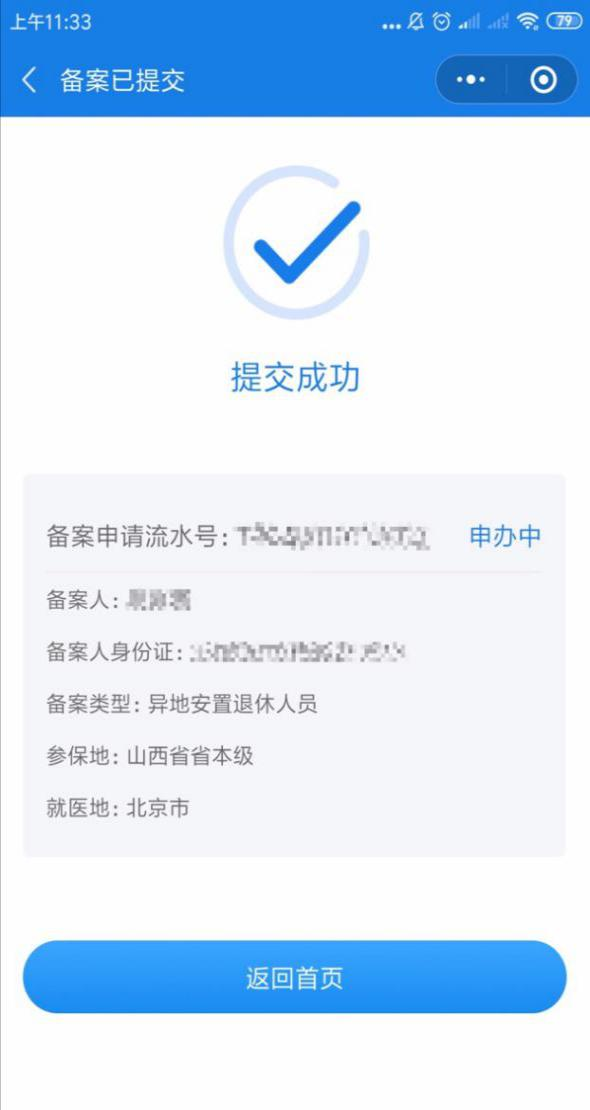 上午11:33
79
备案已提交
提交成功
备案申请流水号:
申办中
备案人:
备案人身份证:
备案类型: 异地安置退休人员
参保地: 山西省省本级
就医地: 北京市
返回首页